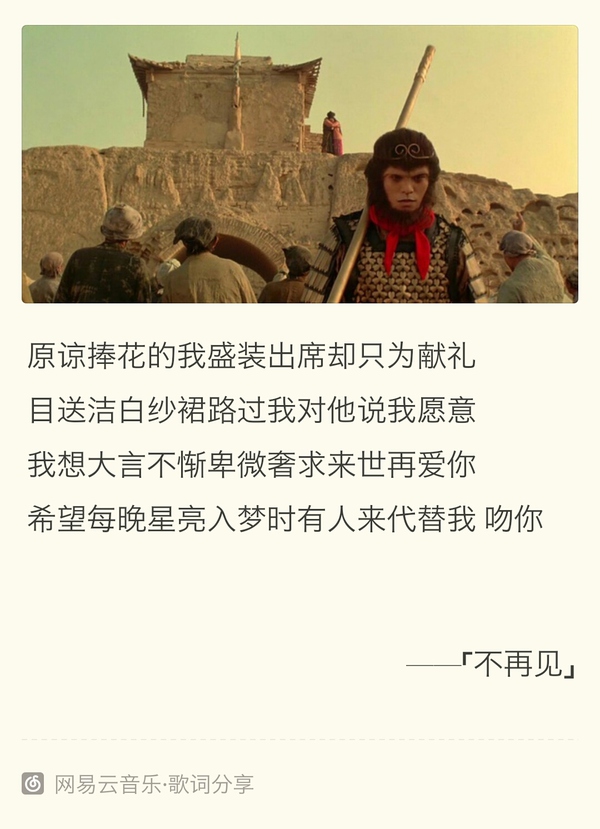 原谅捧花的我盛装出席却只为献礼
目送洁白纱裙路过我对他说我愿意
我想大言不惭卑微奢求来世再爱你
希望每晚星亮入梦时有人来代替我 吻你
——「不再见」
网易云音乐·歌词分享